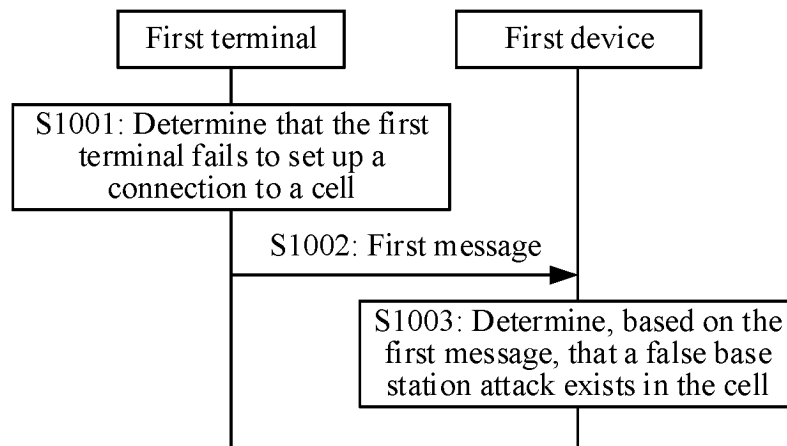 First terminal
First device
S1001: Determine that the first
terminal fails to set up a
connection to a cell
S1002: First message
S1003: Determine, based on the
first message, that a false base
station attack exists in the cell